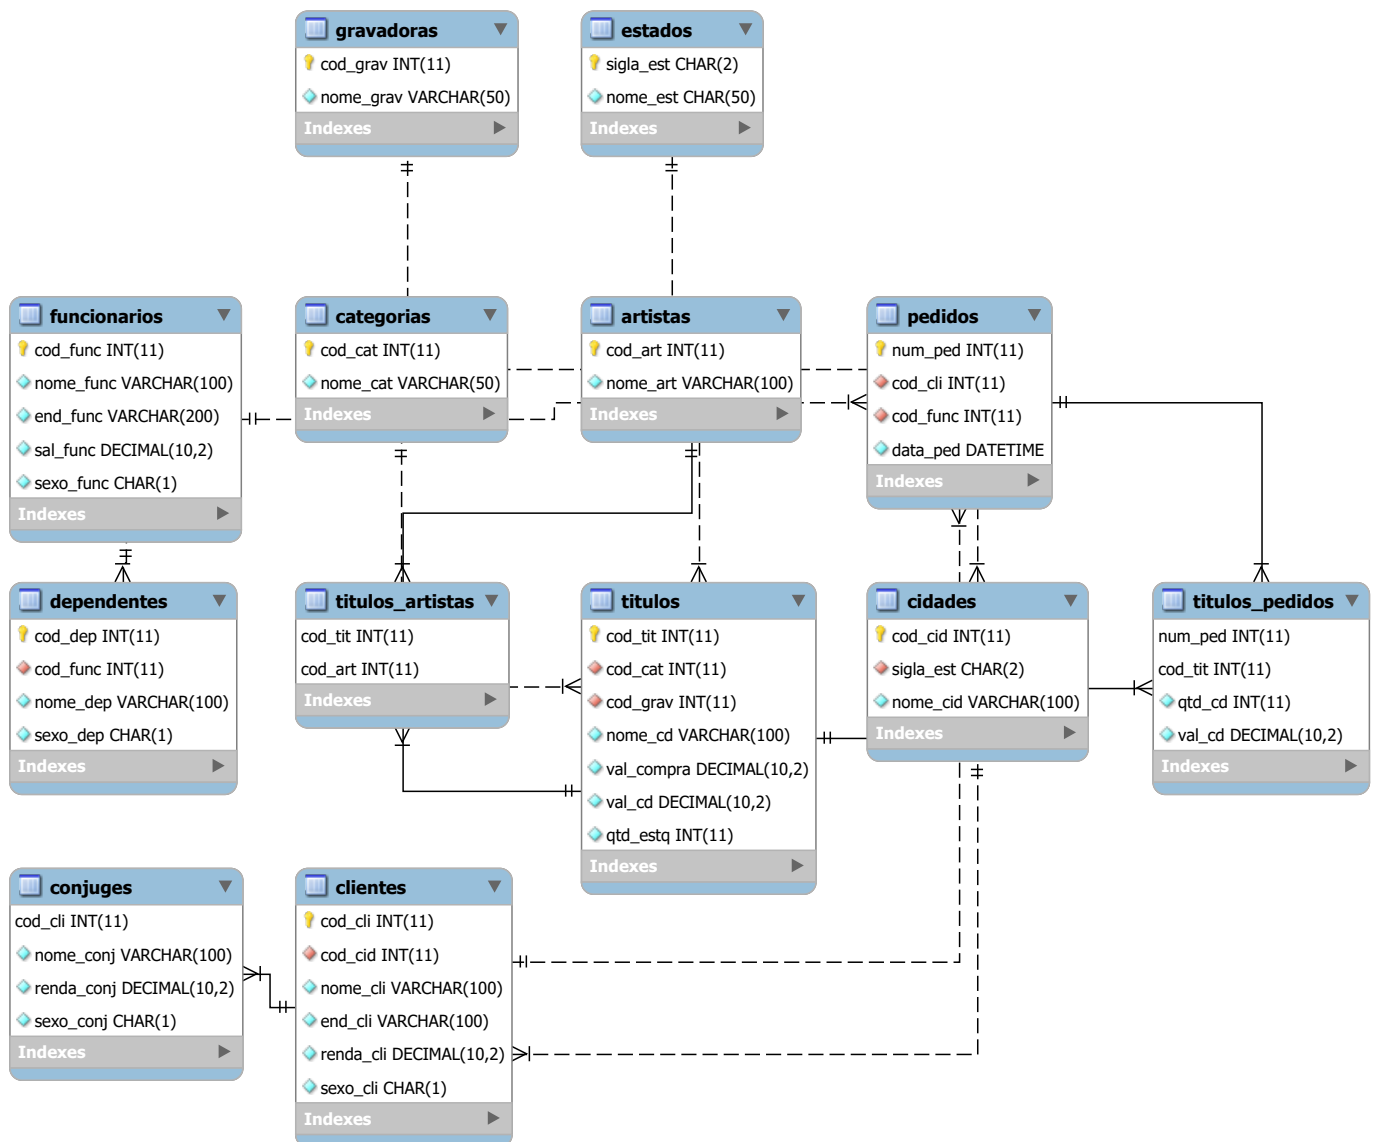 gravadoras
cod_grav INT(11)
nome_grav VARCHAR(50)
Indexes
estados
sigla_est CHAR(2)
nome_est CHAR(50)
Indexes
funcionarios
cod_func INT(11)
nome_func VARCHAR(100)
end_func VARCHAR(200)
sal_func DECIMAL(10,2)
sexo_func CHAR(1)
Indexes
categorias
cod_cat INT(11)
nome_cat VARCHAR(50)
Indexes
artistas
cod_art INT(11)
nome_art VARCHAR(100)
Indexes
pedidos
num_ped INT(11)
cod_cli INT(11)
cod_func INT(11)
data_ped DATETIME
Indexes
dependentes
cod_dep INT(11)
cod_func INT(11)
nome_dep VARCHAR(100)
sexo_dep CHAR(1)
Indexes
titulos_artistas
cod_tit INT(11)
cod_art INT(11)
Indexes
titulos
cod_tit INT(11)
cod_cat INT(11)
cod_grav INT(11)
nome_cd VARCHAR(100)
val_compra DECIMAL(10,2)
val_cd DECIMAL(10,2)
qtd_estq INT(11)
Indexes
cidades
cod_cid INT(11)
sigla_est CHAR(2)
nome_cid VARCHAR(100)
Indexes
titulos_pedidos
num_ped INT(11)
cod_tit INT(11)
qtd_cd INT(11)
val_cd DECIMAL(10,2)
Indexes
conjuges
cod_cli INT(11)
nome_conj VARCHAR(100)
renda_conj DECIMAL(10,2)
sexo_conj CHAR(1)
Indexes
clientes
cod_cli INT(11)
cod_cid INT(11)
nome_cli VARCHAR(100)
end_cli VARCHAR(100)
renda_cli DECIMAL(10,2)
sexo_cli CHAR(1)
Indexes